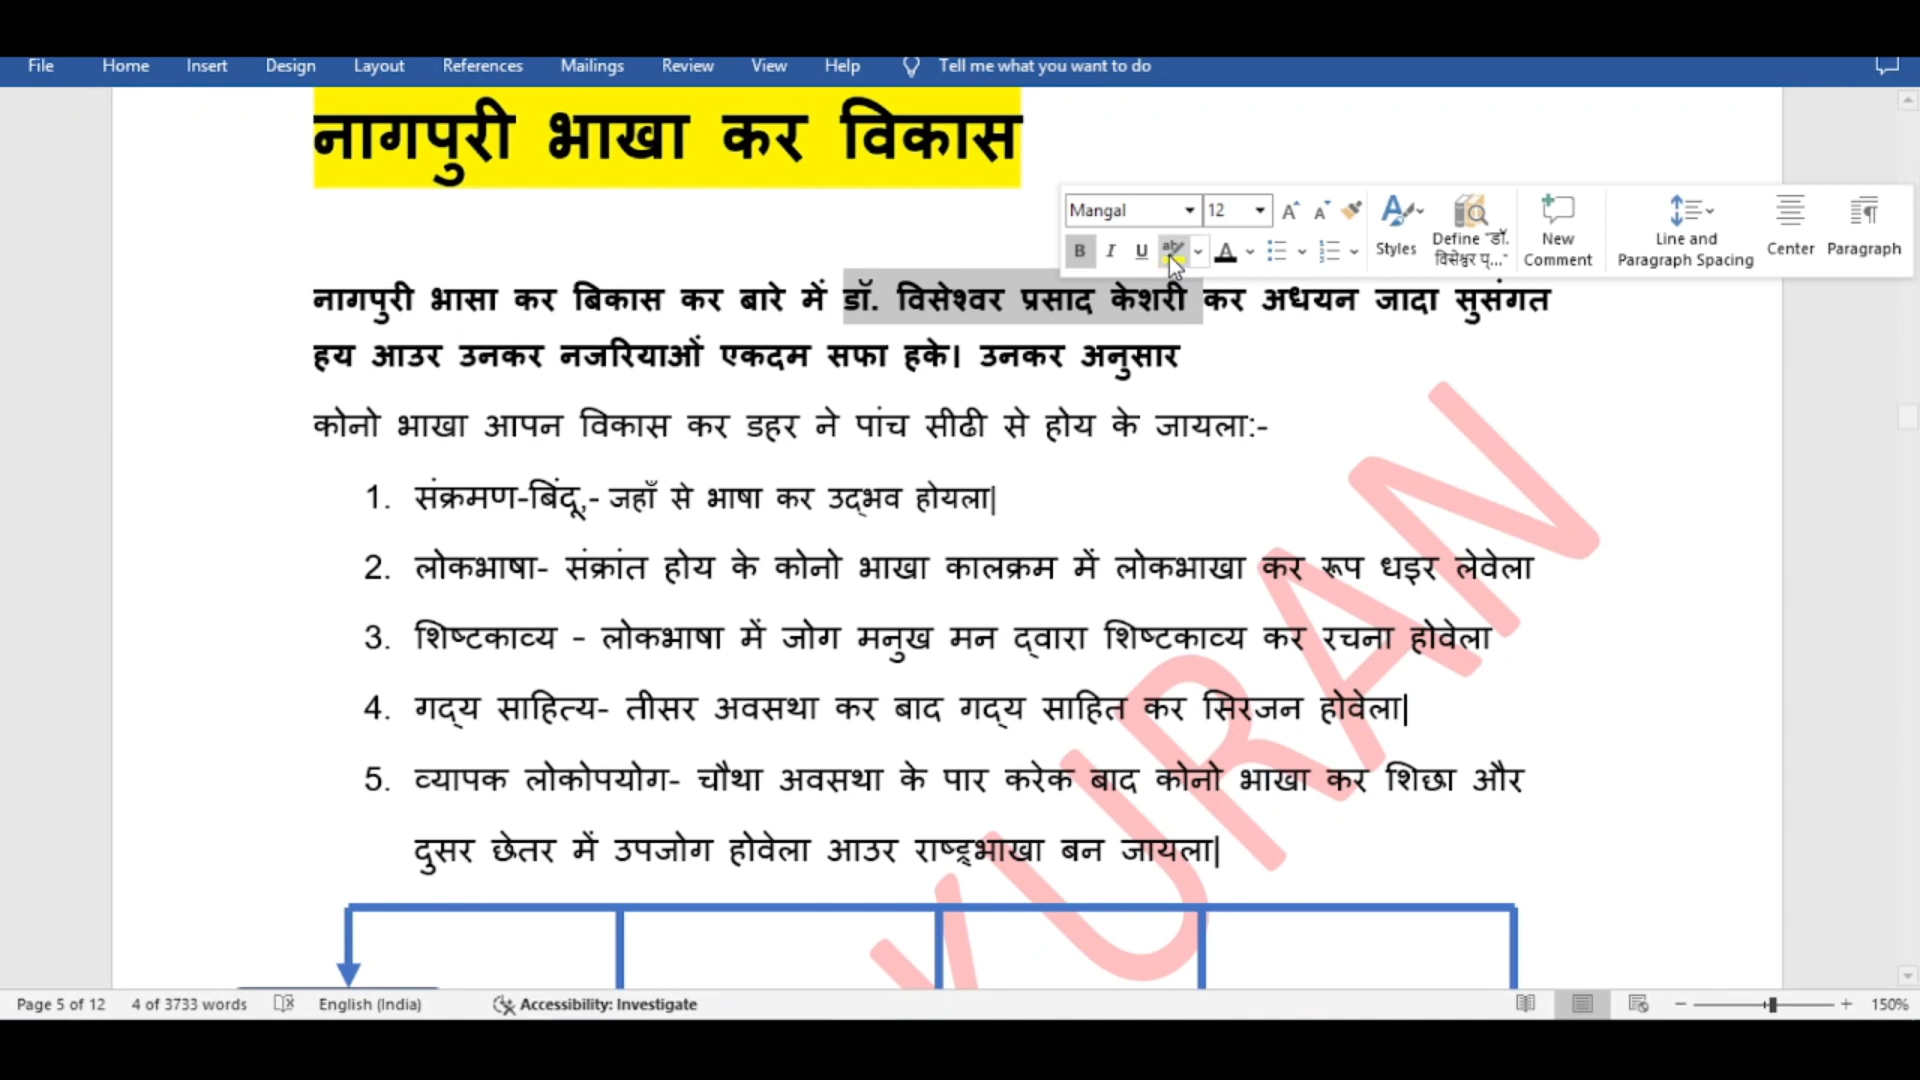 File Home Insert Design Layout References Mailings Review View Help Tell me what you want to do
नागपुरी भाखा कर विकास
Mangal 12
B I U Styles Define "डॉ. विसेश्वर प्..." New Comment Line and Paragraph Spacing Center Paragraph
नागपुरी भासा कर बिकास कर बारे में डॉ. विसेश्वर प्रसाद केशरी कर अधयन जादा सुसंगत
हय आउर उनकर नजरियाओं एकदम सफा हके। उनकर अनुसार
कोनो भाखा आपन विकास कर डहर ने पांच सीढी से होय के जायला:-
1. संक्रमण-बिंदू,- जहाँ से भाषा कर उद्भव होयला|
2. लोकभाषा- संक्रांत होय के कोनो भाखा कालक्रम में लोकभाखा कर रूप धइर लेवेला
3. शिष्टकाव्य – लोकभाषा में जोग मनुख मन द्वारा शिष्टकाव्य कर रचना होवेला
4. गद्य साहित्य- तीसर अवसथा कर बाद गद्य साहित कर सिरजन होवेला|
5. व्यापक लोकोपयोग- चौथा अवसथा के पार करेक बाद कोनो भाखा कर शिछा और
दुसर छेतर में उपजोग होवेला आउर राष्ड्रभाखा बन जायला|
KURAN
Page 5 of 12 4 of 3733 words English (India) Accessibility: Investigate 150%